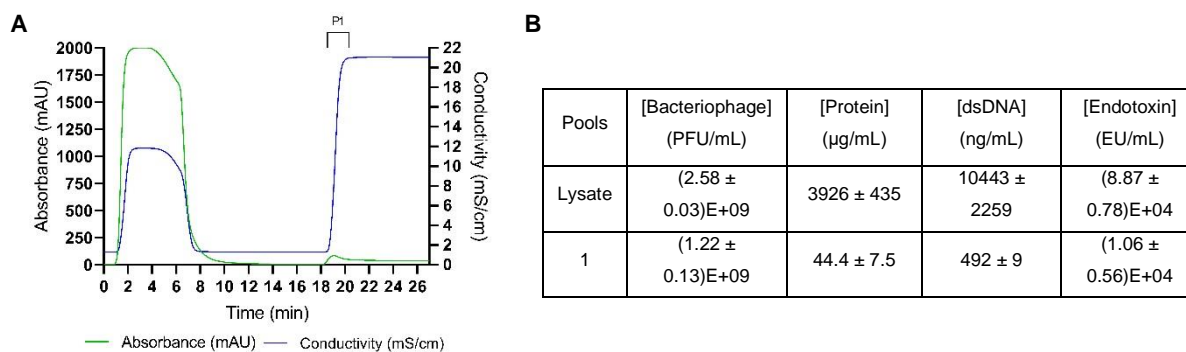 A
P1
2000
1750
1500
1250
1000
750
500
250
0
Absorbance (mAU)
22
20
18
16
14
12
10
8
6
4
2
0
Conductivity (mS/cm)
0 2 4 6 8 10 12 14 16 18 20 22 24 26
Time (min)
Absorbance (mAU) Conductivity (mS/cm)
B
Pools [Bacteriophage] (PFU/mL) [Protein] (µg/mL) [dsDNA] (ng/mL) [Endotoxin] (EU/mL)
Lysate (2.58 ± 0.03)E+09 3926 ± 435 10443 ± 2259 (8.87 ± 0.78)E+04
1 (1.22 ± 0.13)E+09 44.4 ± 7.5 492 ± 9 (1.06 ± 0.56)E+04